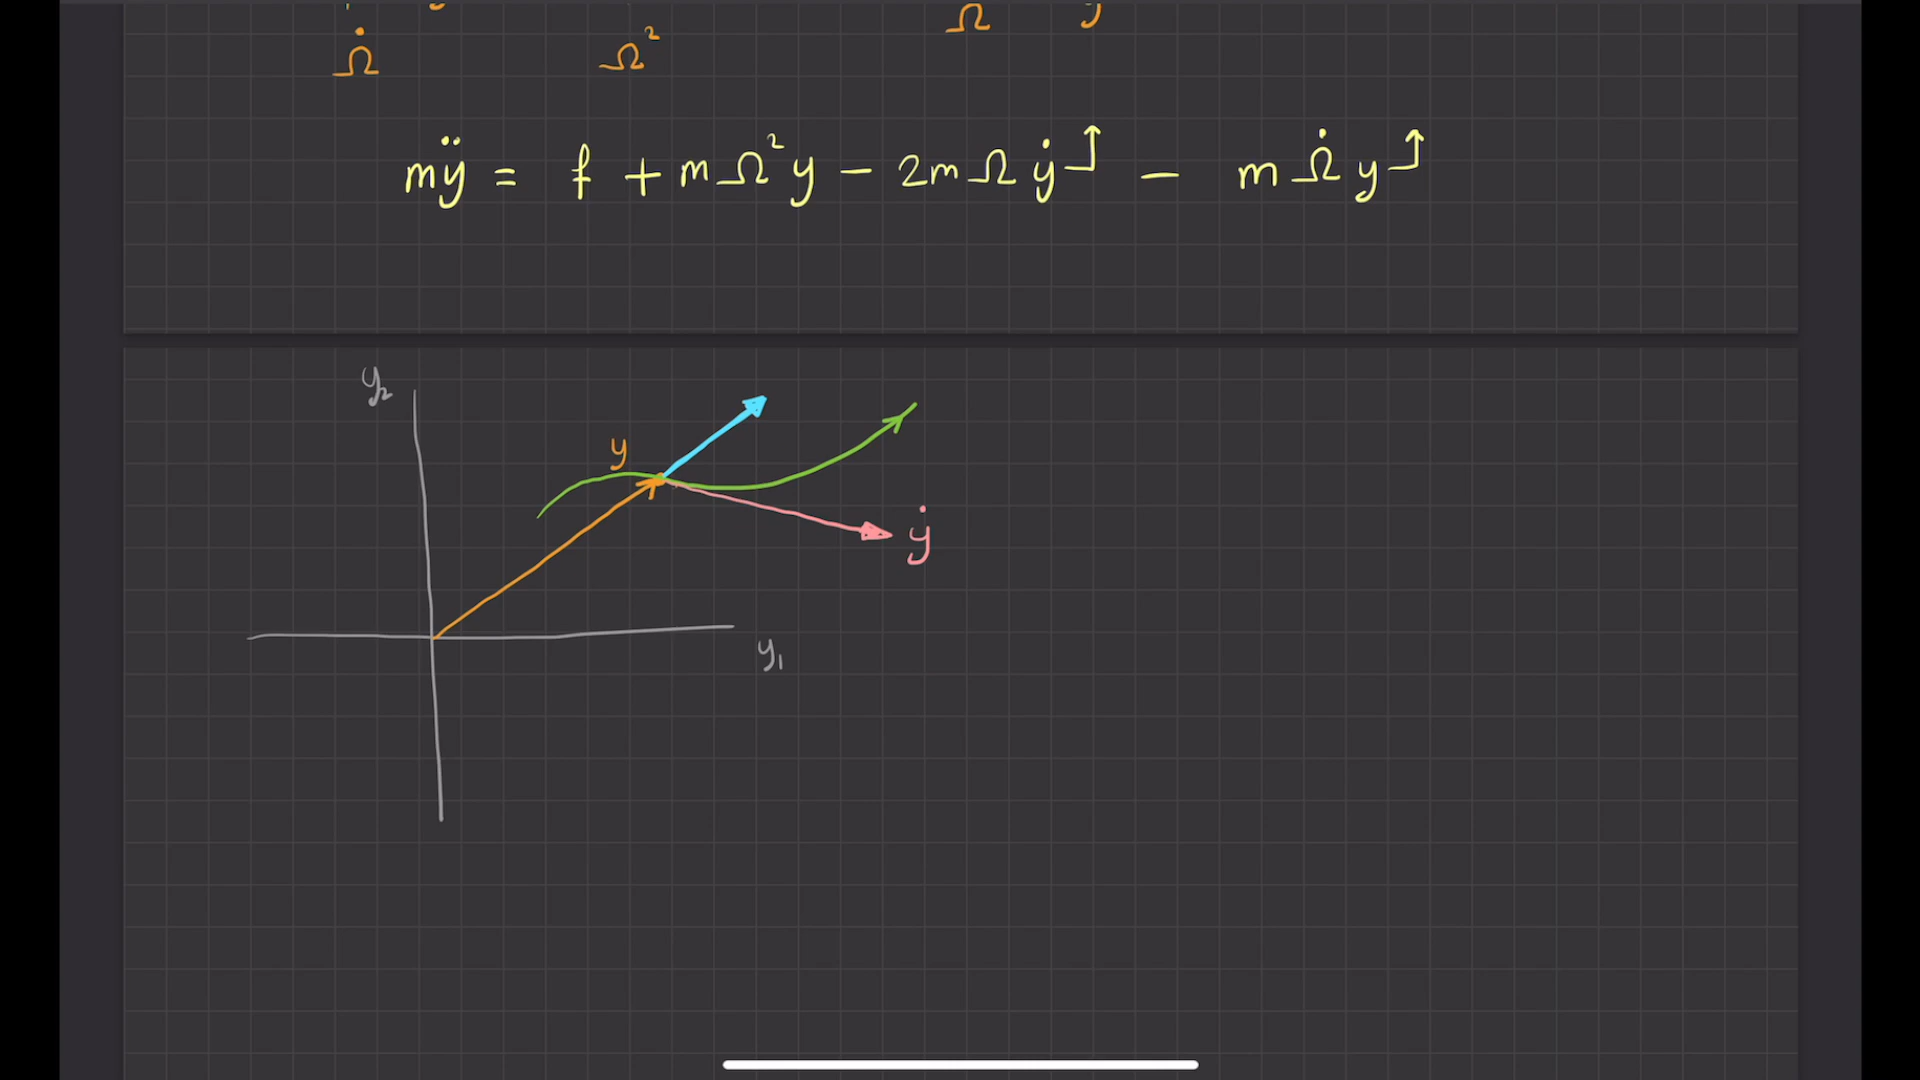 Ω̇ Ω² Ω y
mÿ = f + mΩ²y − 2mΩẏ⮥ − mΩ̇y⮥
y₂
y
ẏ
y₁